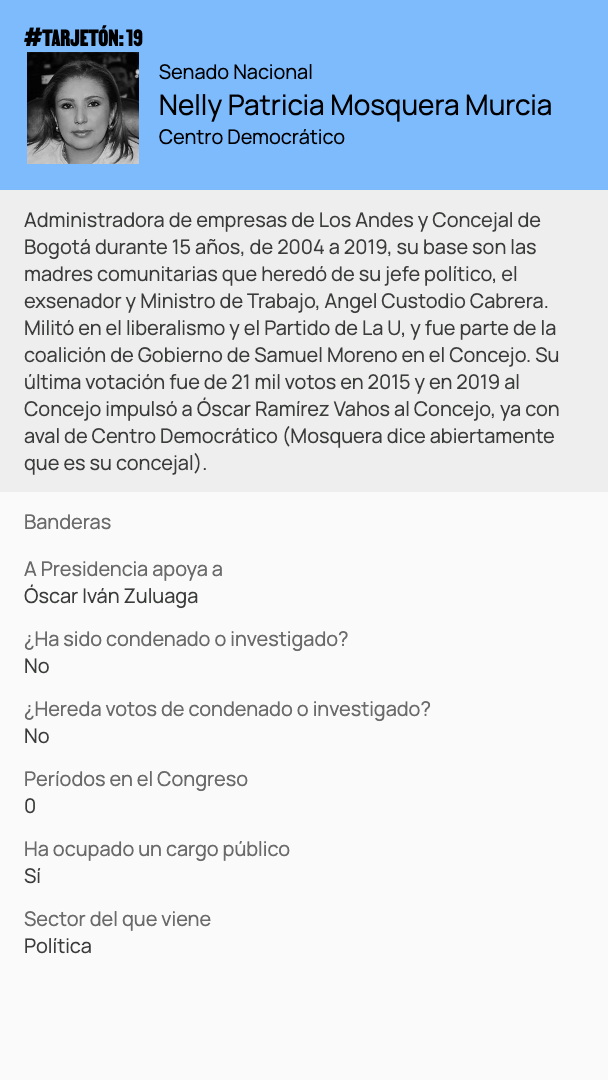 #TARJETÓN: 19
Senado Nacional
Nelly Patricia Mosquera Murcia
Centro Democrático
Administradora de empresas de Los Andes y Concejal de
Bogotá durante 15 años, de 2004 a 2019, su base son las
madres comunitarias que heredó de su jefe político, el
exsenador y Ministro de Trabajo, Angel Custodio Cabrera.
Militó en el liberalismo y el Partido de La U, y fue parte de la
coalición de Gobierno de Samuel Moreno en el Concejo. Su
última votación fue de 21 mil votos en 2015 y en 2019 al
Concejo impulsó a Óscar Ramírez Vahos al Concejo, ya con
aval de Centro Democrático (Mosquera dice abiertamente
que es su concejal).
Banderas
A Presidencia apoya a
Óscar Iván Zuluaga
¿Ha sido condenado o investigado?
No
¿Hereda votos de condenado o investigado?
No
Períodos en el Congreso
0
Ha ocupado un cargo público
Sí
Sector del que viene
Política